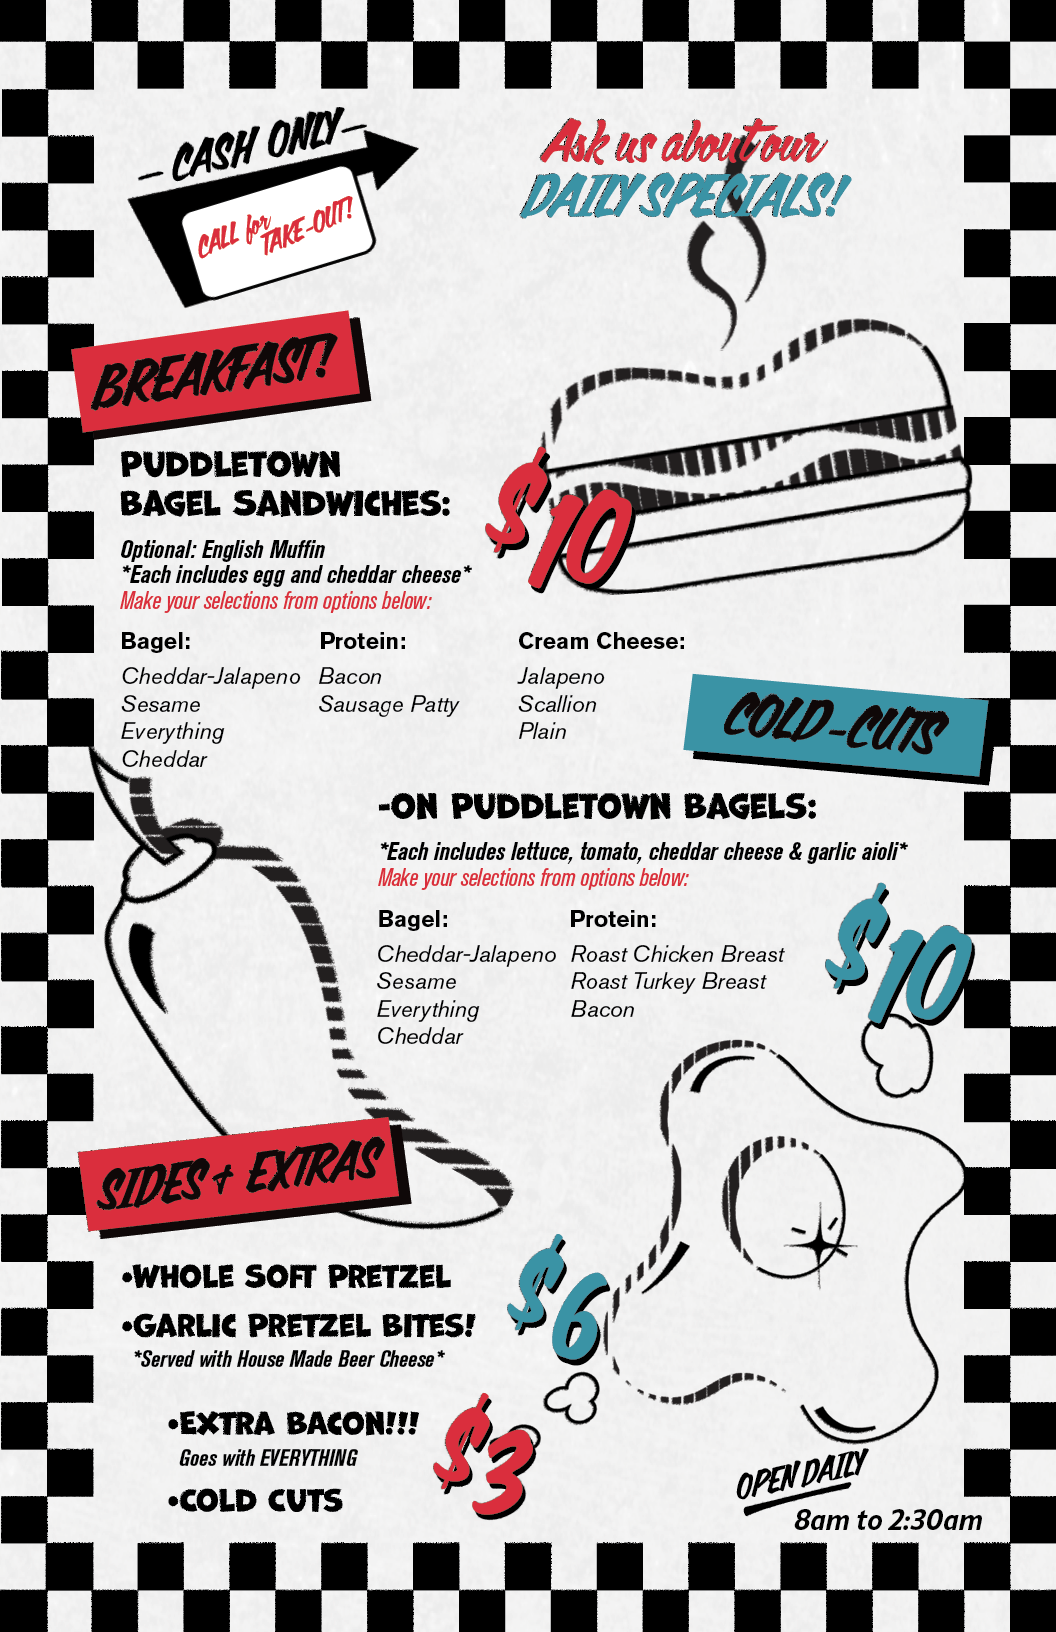 – CASH ONLY –
CALL for
TAKE-OUT!
Ask us about our
DAILY SPECIALS!
BREAKFAST!
PUDDLETOWN
BAGEL SANDWICHES:
$10
Optional: English Muffin
*Each includes egg and cheddar cheese*
Make your selections from options below:
Bagel:
Cheddar-Jalapeno
Sesame
Everything
Cheddar
Protein:
Bacon
Sausage Patty
Cream Cheese:
Jalapeno
Scallion
Plain
COLD-CUTS
-ON PUDDLETOWN BAGELS:
*Each includes lettuce, tomato, cheddar cheese & garlic aioli*
Make your selections from options below:
Bagel:
Cheddar-Jalapeno
Sesame
Everything
Cheddar
Protein:
Roast Chicken Breast
Roast Turkey Breast
Bacon
$10
SIDES + EXTRAS
•WHOLE SOFT PRETZEL
•GARLIC PRETZEL BITES!
*Served with House Made Beer Cheese*
$6
•EXTRA BACON!!!
Goes with EVERYTHING
•COLD CUTS
$3
OPEN DAILY
8am to 2:30am